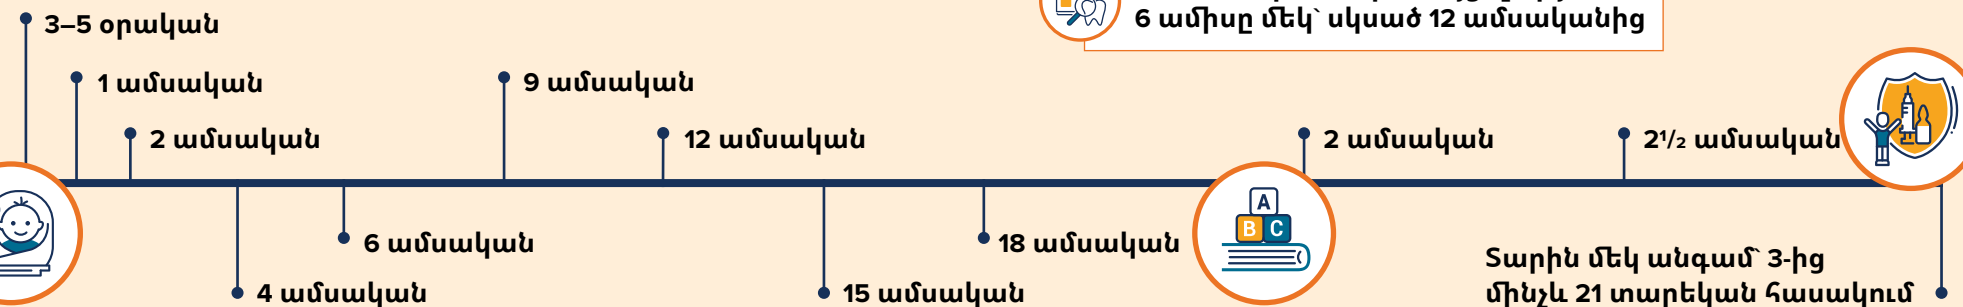 3–5 օրական
6 ամիսը մեկ՝ սկսած 12 ամսականից
1 ամսական
9 ամսական
2 ամսական
12 ամսական
2 ամսական
2½ ամսական
A
B C
6 ամսական
18 ամսական
4 ամսական
15 ամսական
Տարին մեկ անգամ՝ 3-ից
մինչև 21 տարեկան հասակում